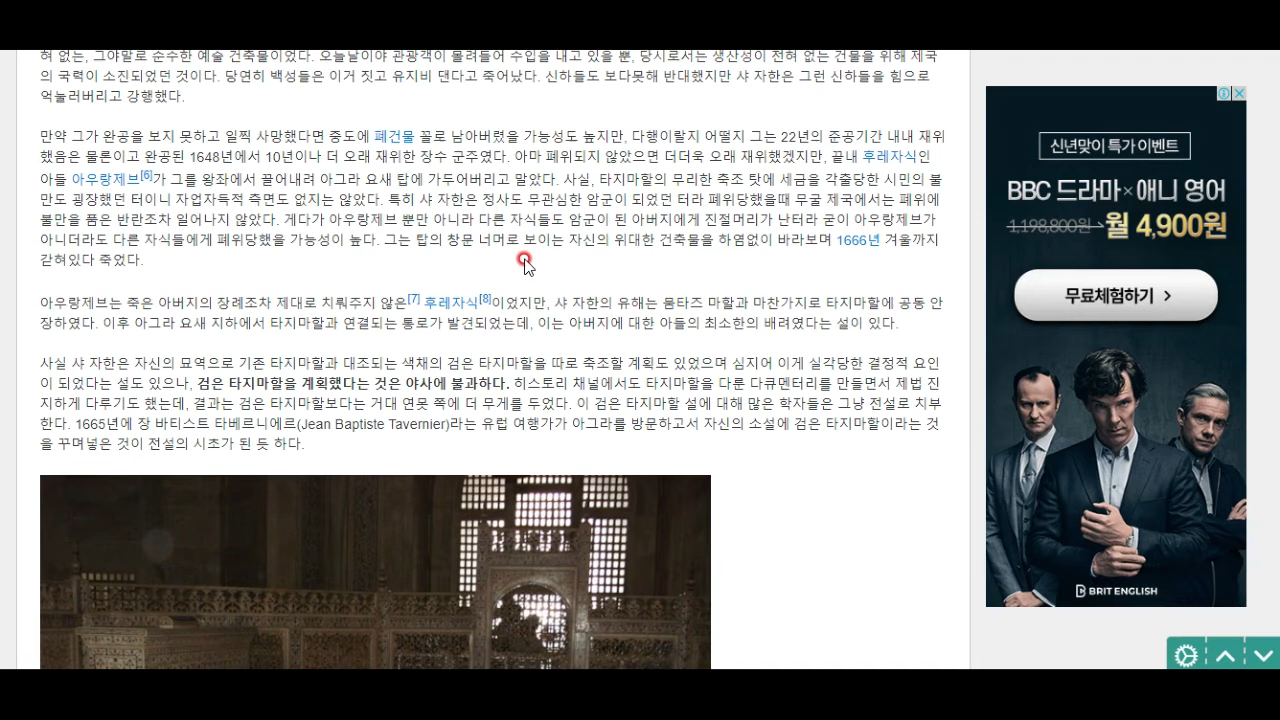 혀 없는, 그야말로 순수한 예술 건축물이었다. 오늘날이야 관광객이 몰려들어 수입을 내고 있을 뿐, 당시로서는 생산성이 전혀 없는 건물을 위해 제국
의 국력이 소진되었던 것이다. 당연히 백성들은 이거 짓고 유지비 댄다고 죽어났다. 신하들도 보다못해 반대했지만 샤 자한은 그런 신하들을 힘으로
억눌러버리고 강행했다.
만약 그가 완공을 보지 못하고 일찍 사망했다면 중도에 폐건물 꼴로 남아버렸을 가능성도 높지만, 다행이랄지 어떨지 그는 22년의 준공기간 내내 재위
했음은 물론이고 완공된 1648년에서 10년이나 더 오래 재위한 장수 군주였다. 아마 폐위되지 않았으면 더더욱 오래 재위했겠지만, 끝내 후레자식인
아들 아우랑제브[6]가 그를 왕좌에서 끌어내려 아그라 요새 탑에 가두어버리고 말았다. 사실, 타지마할의 무리한 축조 탓에 세금을 각출당한 시민의 불
만도 굉장했던 터이니 자업자득적 측면도 없지는 않았다. 특히 샤 자한은 정사도 무관심한 암군이 되었던 터라 폐위당했을때 무굴 제국에서는 폐위에
불만을 품은 반란조차 일어나지 않았다. 게다가 아우랑제브 뿐만 아니라 다른 자식들도 암군이 된 아버지에게 진절머리가 난터라 굳이 아우랑제브가
아니더라도 다른 자식들에게 폐위당했을 가능성이 높다. 그는 탑의 창문 너머로 보이는 자신의 위대한 건축물을 하염없이 바라보며 1666년 겨울까지
갇혀있다 죽었다.
아우랑제브는 죽은 아버지의 장례조차 제대로 치뤄주지 않은[7] 후레자식[8]이었지만, 샤 자한의 유해는 뭄타즈 마할과 마찬가지로 타지마할에 공동 안
장하였다. 이후 아그라 요새 지하에서 타지마할과 연결되는 통로가 발견되었는데, 이는 아버지에 대한 아들의 최소한의 배려였다는 설이 있다.
사실 샤 자한은 자신의 묘역으로 기존 타지마할과 대조되는 색채의 검은 타지마할을 따로 축조할 계획도 있었으며 심지어 이게 실각당한 결정적 요인
이 되었다는 설도 있으나, 검은 타지마할을 계획했다는 것은 야사에 불과하다. 히스토리 채널에서도 타지마할을 다룬 다큐멘터리를 만들면서 제법 진
지하게 다루기도 했는데, 결과는 검은 타지마할보다는 거대 연못 쪽에 더 무게를 두었다. 이 검은 타지마할 설에 대해 많은 학자들은 그냥 전설로 치부
한다. 1665년에 장 바티스트 타베르니에르(Jean Baptiste Tavernier)라는 유럽 여행가가 아그라를 방문하고서 자신의 소설에 검은 타지마할이라는 것
을 꾸며넣은 것이 전설의 시초가 된 듯 하다.
신년맞이 특가 이벤트
BBC 드라마×애니 영어
1,198,800원→월 4,900원
무료체험하기 >
BRIT ENGLISH